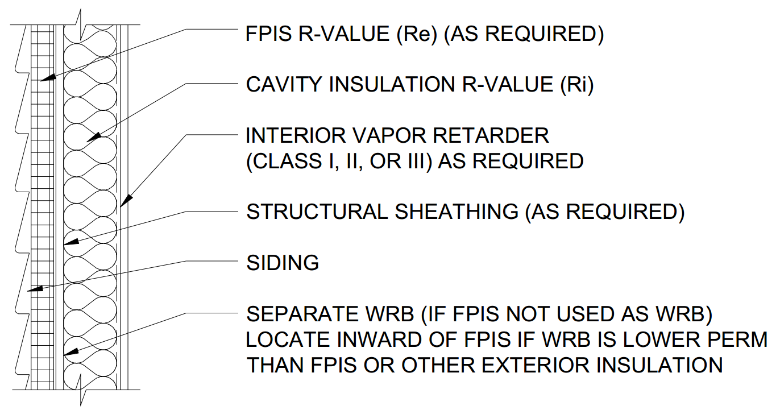 FPIS R-VALUE (Re) (AS REQUIRED)
CAVITY INSULATION R-VALUE (Ri)
INTERIOR VAPOR RETARDER
(CLASS I, II, OR III) AS REQUIRED
STRUCTURAL SHEATHING (AS REQUIRED)
SIDING
SEPARATE WRB (IF FPIS NOT USED AS WRB)
LOCATE INWARD OF FPIS IF WRB IS LOWER PERM
THAN FPIS OR OTHER EXTERIOR INSULATION